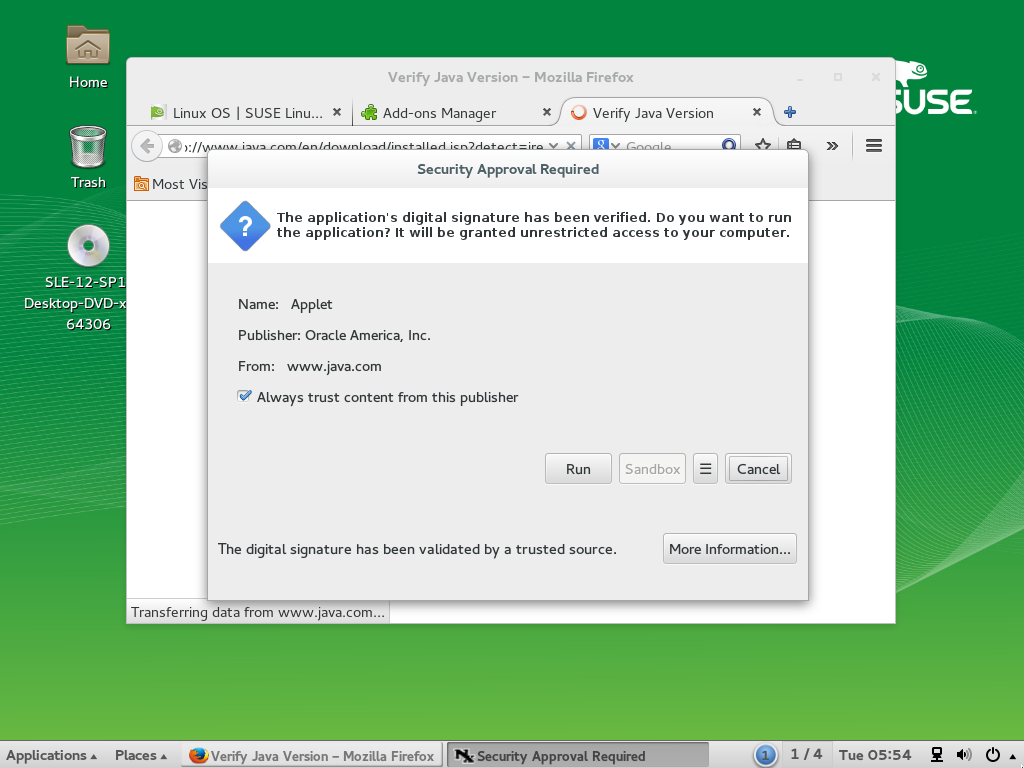 Home
Trash
SLE-12-SP1
Desktop-DVD-x
64306
SUSE
Verify Java Version – Mozilla Firefox
Linux OS | SUSE Linu...
Add-ons Manager
Verify Java Version
://www.java.com/en/download/installed.jsp?detect=jre
Google
Most Vis
Security Approval Required
The application's digital signature has been verified. Do you want to run
the application? It will be granted unrestricted access to your computer.
Name: Applet
Publisher: Oracle America, Inc.
From: www.java.com
Always trust content from this publisher
Run
Sandbox
Cancel
The digital signature has been validated by a trusted source.
More Information...
Transferring data from www.java.com...
Applications
Places
Verify Java Version – Mozilla Firefox
Security Approval Required
1
1 / 4
Tue 05:54